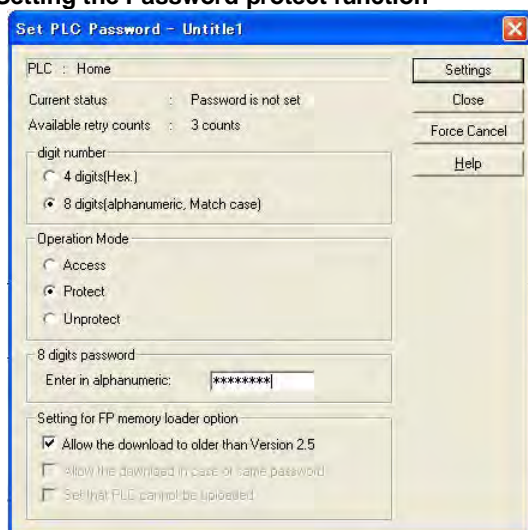 Setting the Password protect function
Set PLC Password - Untitle1
PLC : Home
Settings
Current status : Password is not set
Close
Available retry counts : 3 counts
Force Cancel
digit number
Help
4 digits(Hex.)
8 digits(alphanumeric, Match case)
Operation Mode
Access
Protect
Unprotect
8 digits password
Enter in alphanumeric: ********
Setting for FP memory loader option
Allow the download to older than Version 2.5
Allow the download in case of same password
Set that PLC cannot be uploaded